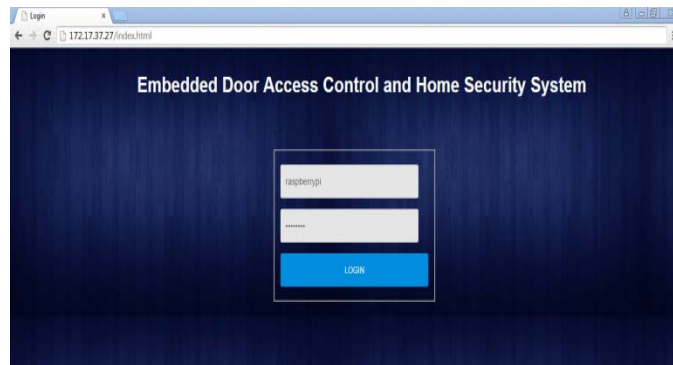 Login
172.17.37.27/index.html
Embedded Door Access Control and Home Security System
raspberrypi
••••••••
LOGIN